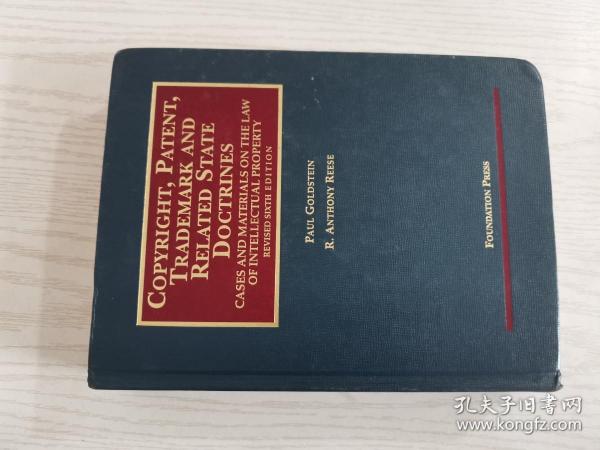 COPYRIGHT, PATENT,
TRADEMARK AND
RELATED STATE
DOCTRINES
CASES AND MATERIALS ON THE LAW
OF INTELLECTUAL PROPERTY
REVISED SIXTH EDITION
PAUL GOLDSTEIN
R. ANTHONY REESE
FOUNDATION PRESS
孔夫子旧书网
www.kongfz.com